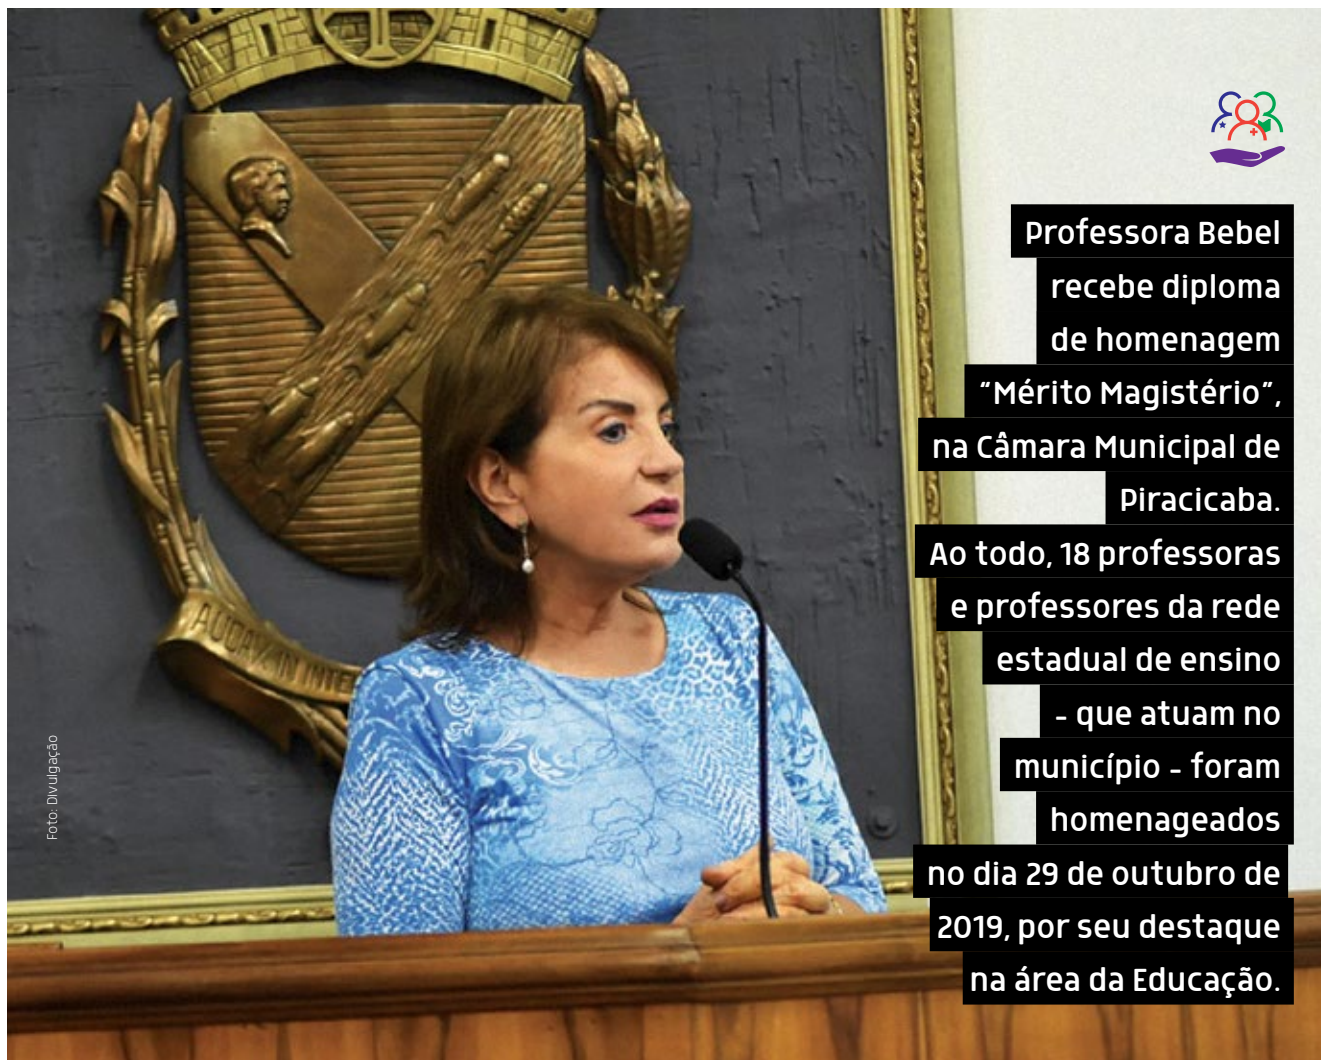 Professora Bebel
recebe diploma
de homenagem
“Mérito Magistério”,
na Câmara Municipal de
Piracicaba.
Ao todo, 18 professoras
e professores da rede
estadual de ensino
- que atuam no
município - foram
homenageados
no dia 29 de outubro de
2019, por seu destaque
na área da Educação.
Foto: Divulgação